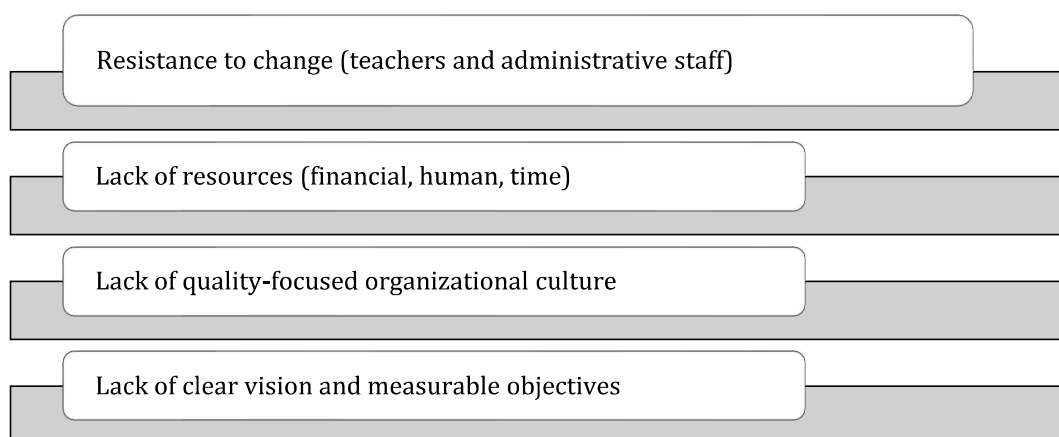 Resistance to change (teachers and administrative staff)
Lack of resources (financial, human, time)
Lack of quality-focused organizational culture
Lack of clear vision and measurable objectives